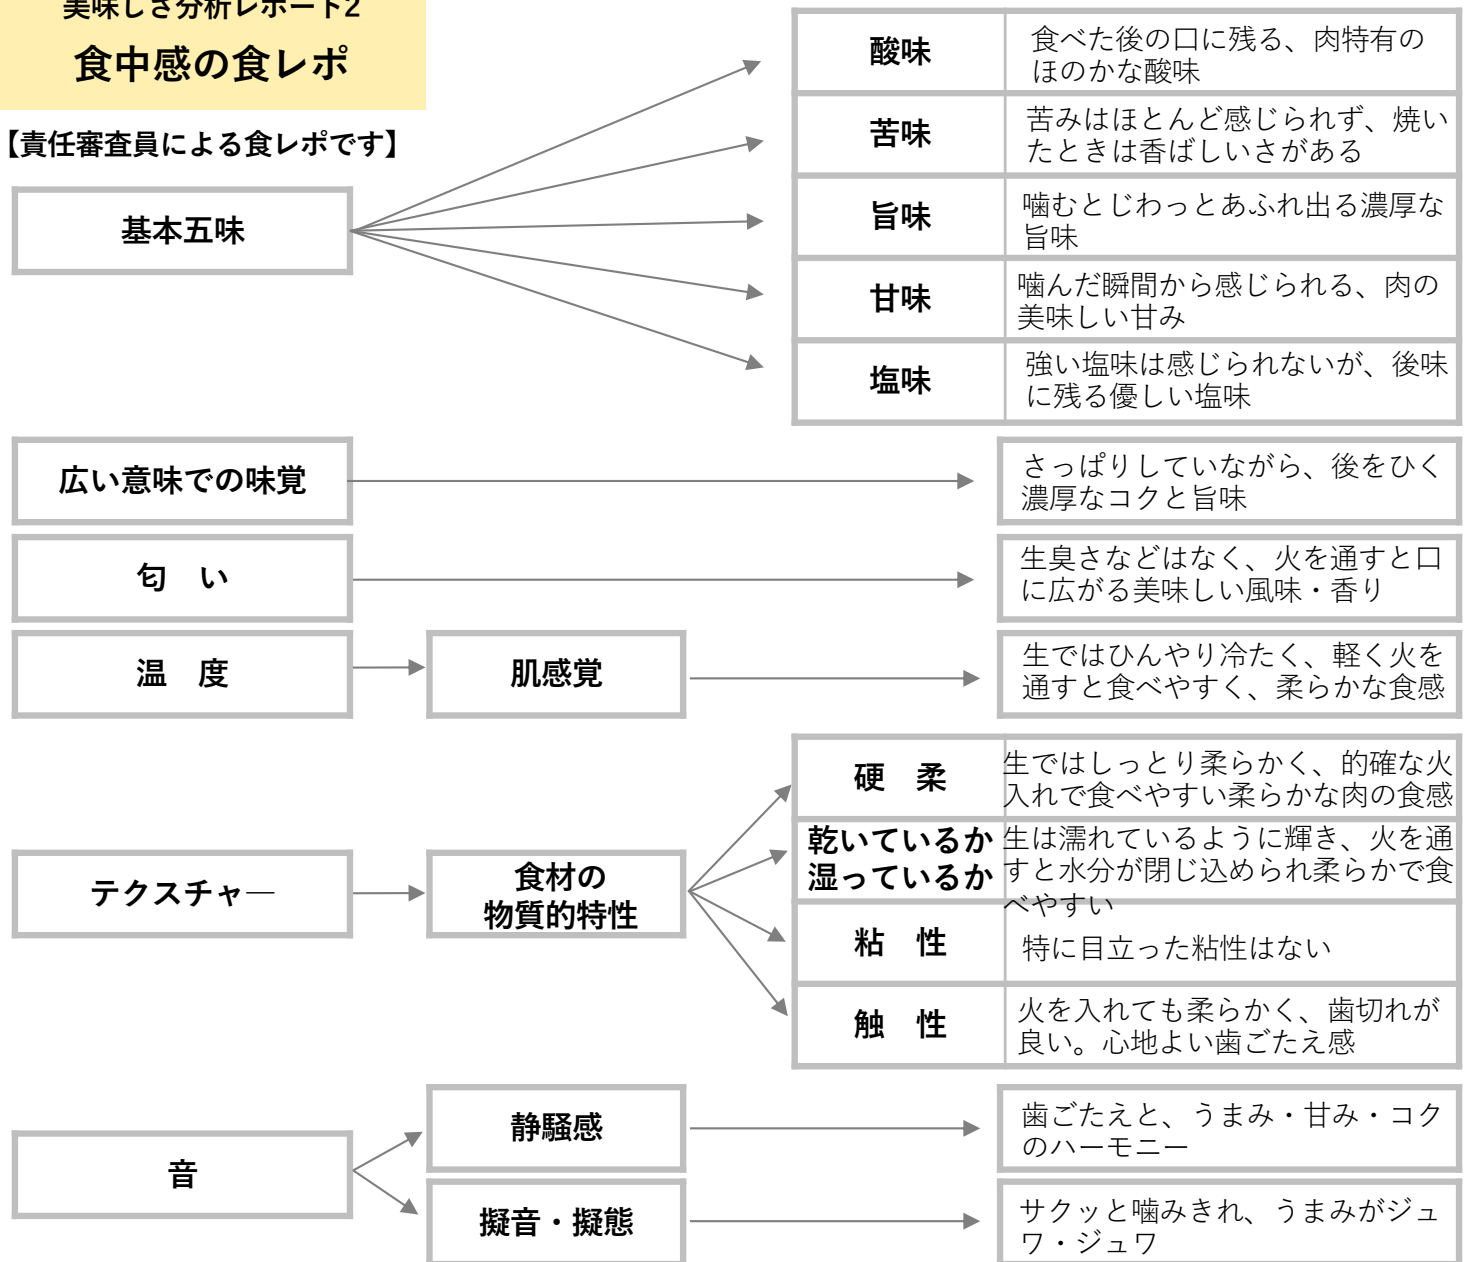 美味しさ分析レポート2
食中感の食レポ
【責任審査員による食レポです】
基本五味
酸味
食べた後の口に残る、肉特有の
ほのかな酸味
苦味
苦みはほとんど感じられず、焼い
たときは香ばしいさがある
旨味
噛むとじわっとあふれ出る濃厚な
旨味
甘味
噛んだ瞬間から感じられる、肉の
美味しい甘み
塩味
強い塩味は感じられないが、後味
に残る優しい塩味
広い意味での味覚
さっぱりしていながら、後をひく
濃厚なコクと旨味
匂　い
生臭さなどはなく、火を通すと口
に広がる美味しい風味・香り
温　度
肌感覚
生ではひんやり冷たく、軽く火を
通すと食べやすく、柔らかな食感
テクスチャ―
食材の
物質的特性
硬　柔
生ではしっとり柔らかく、的確な火
入れで食べやすい柔らかな肉の食感
乾いているか
湿っているか
生は濡れているように輝き、火を通
すと水分が閉じ込められ柔らかで食
べやすい
粘　性
特に目立った粘性はない
触　性
火を入れても柔らかく、歯切れが
良い。心地よい歯ごたえ感
音
静騒感
歯ごたえと、うまみ・甘み・コク
のハーモニー
擬音・擬態
サクッと噛みきれ、うまみがジュ
ワ・ジュワ